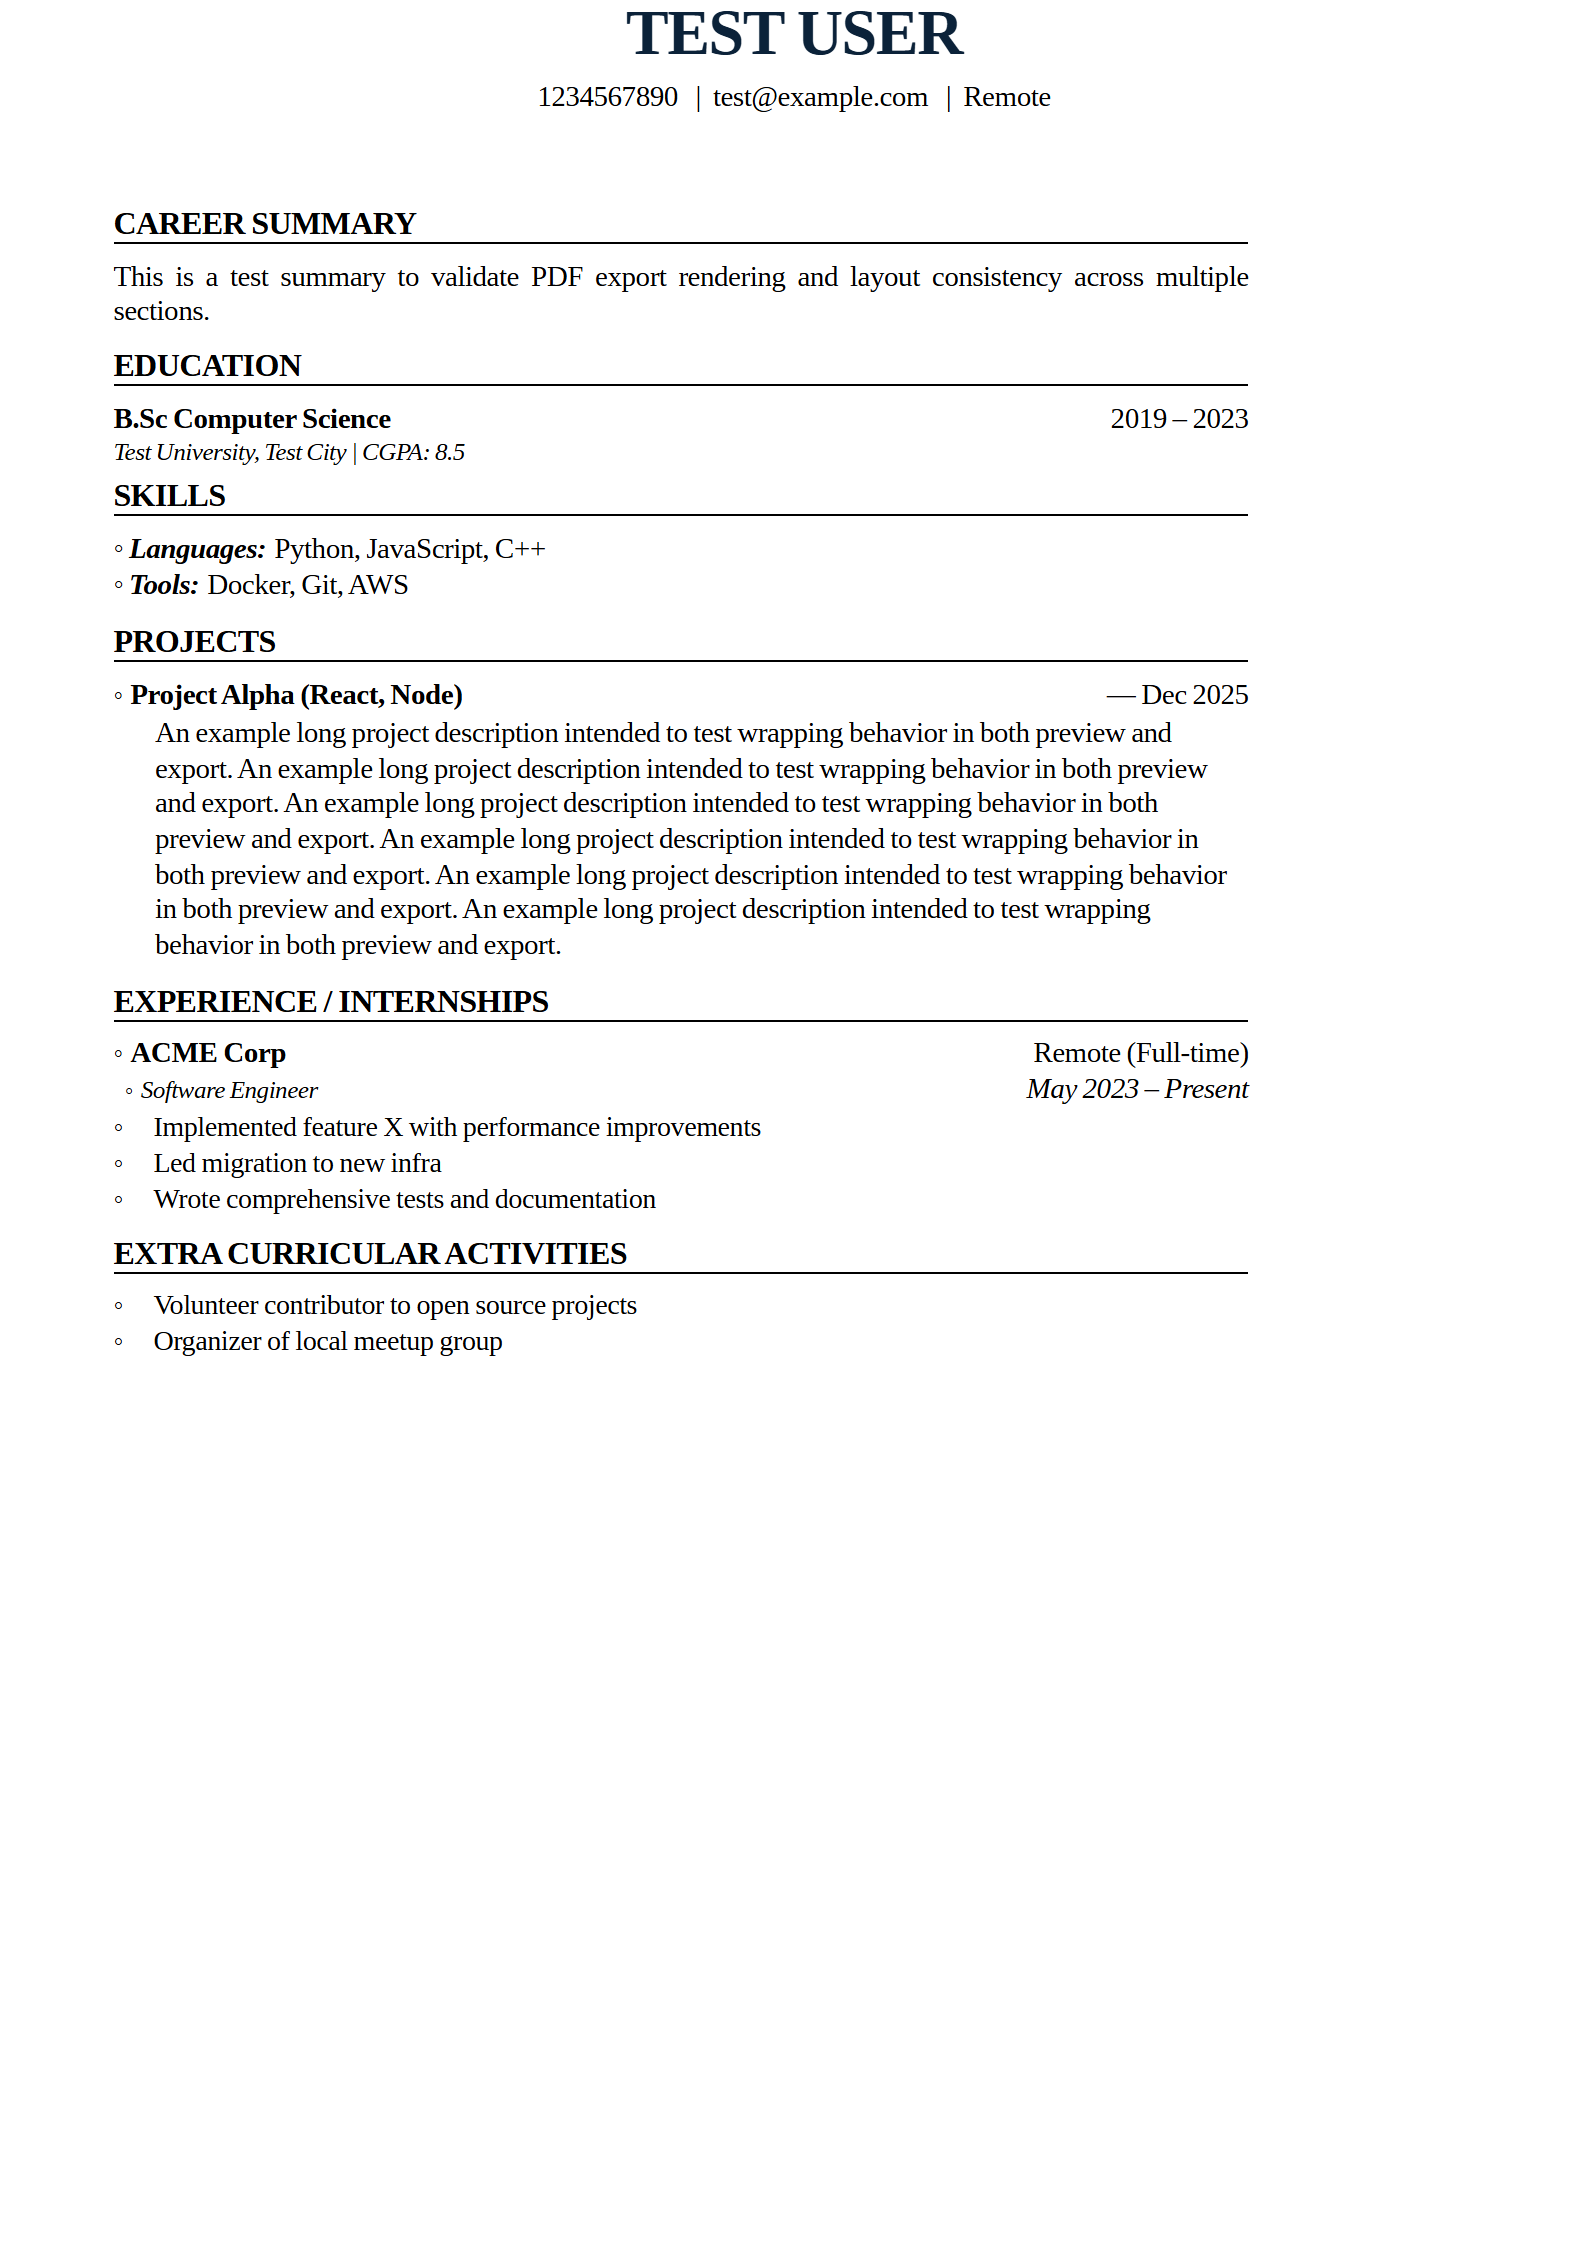 TEST USER
1234567890 | test@example.com | Remote
CAREER SUMMARY
This is a test summary to validate PDF export rendering and layout consistency across multiple
sections.
EDUCATION
B.Sc Computer Science 2019 – 2023
Test University, Test City | CGPA: 8.5
SKILLS
◦ Languages: Python, JavaScript, C++
◦ Tools: Docker, Git, AWS
PROJECTS
◦ Project Alpha (React, Node) — Dec 2025
An example long project description intended to test wrapping behavior in both preview and
export. An example long project description intended to test wrapping behavior in both preview
and export. An example long project description intended to test wrapping behavior in both
preview and export. An example long project description intended to test wrapping behavior in
both preview and export. An example long project description intended to test wrapping behavior
in both preview and export. An example long project description intended to test wrapping
behavior in both preview and export.
EXPERIENCE / INTERNSHIPS
◦ ACME Corp Remote (Full-time)
◦ Software Engineer May 2023 – Present
◦ Implemented feature X with performance improvements
◦ Led migration to new infra
◦ Wrote comprehensive tests and documentation
EXTRA CURRICULAR ACTIVITIES
◦ Volunteer contributor to open source projects
◦ Organizer of local meetup group